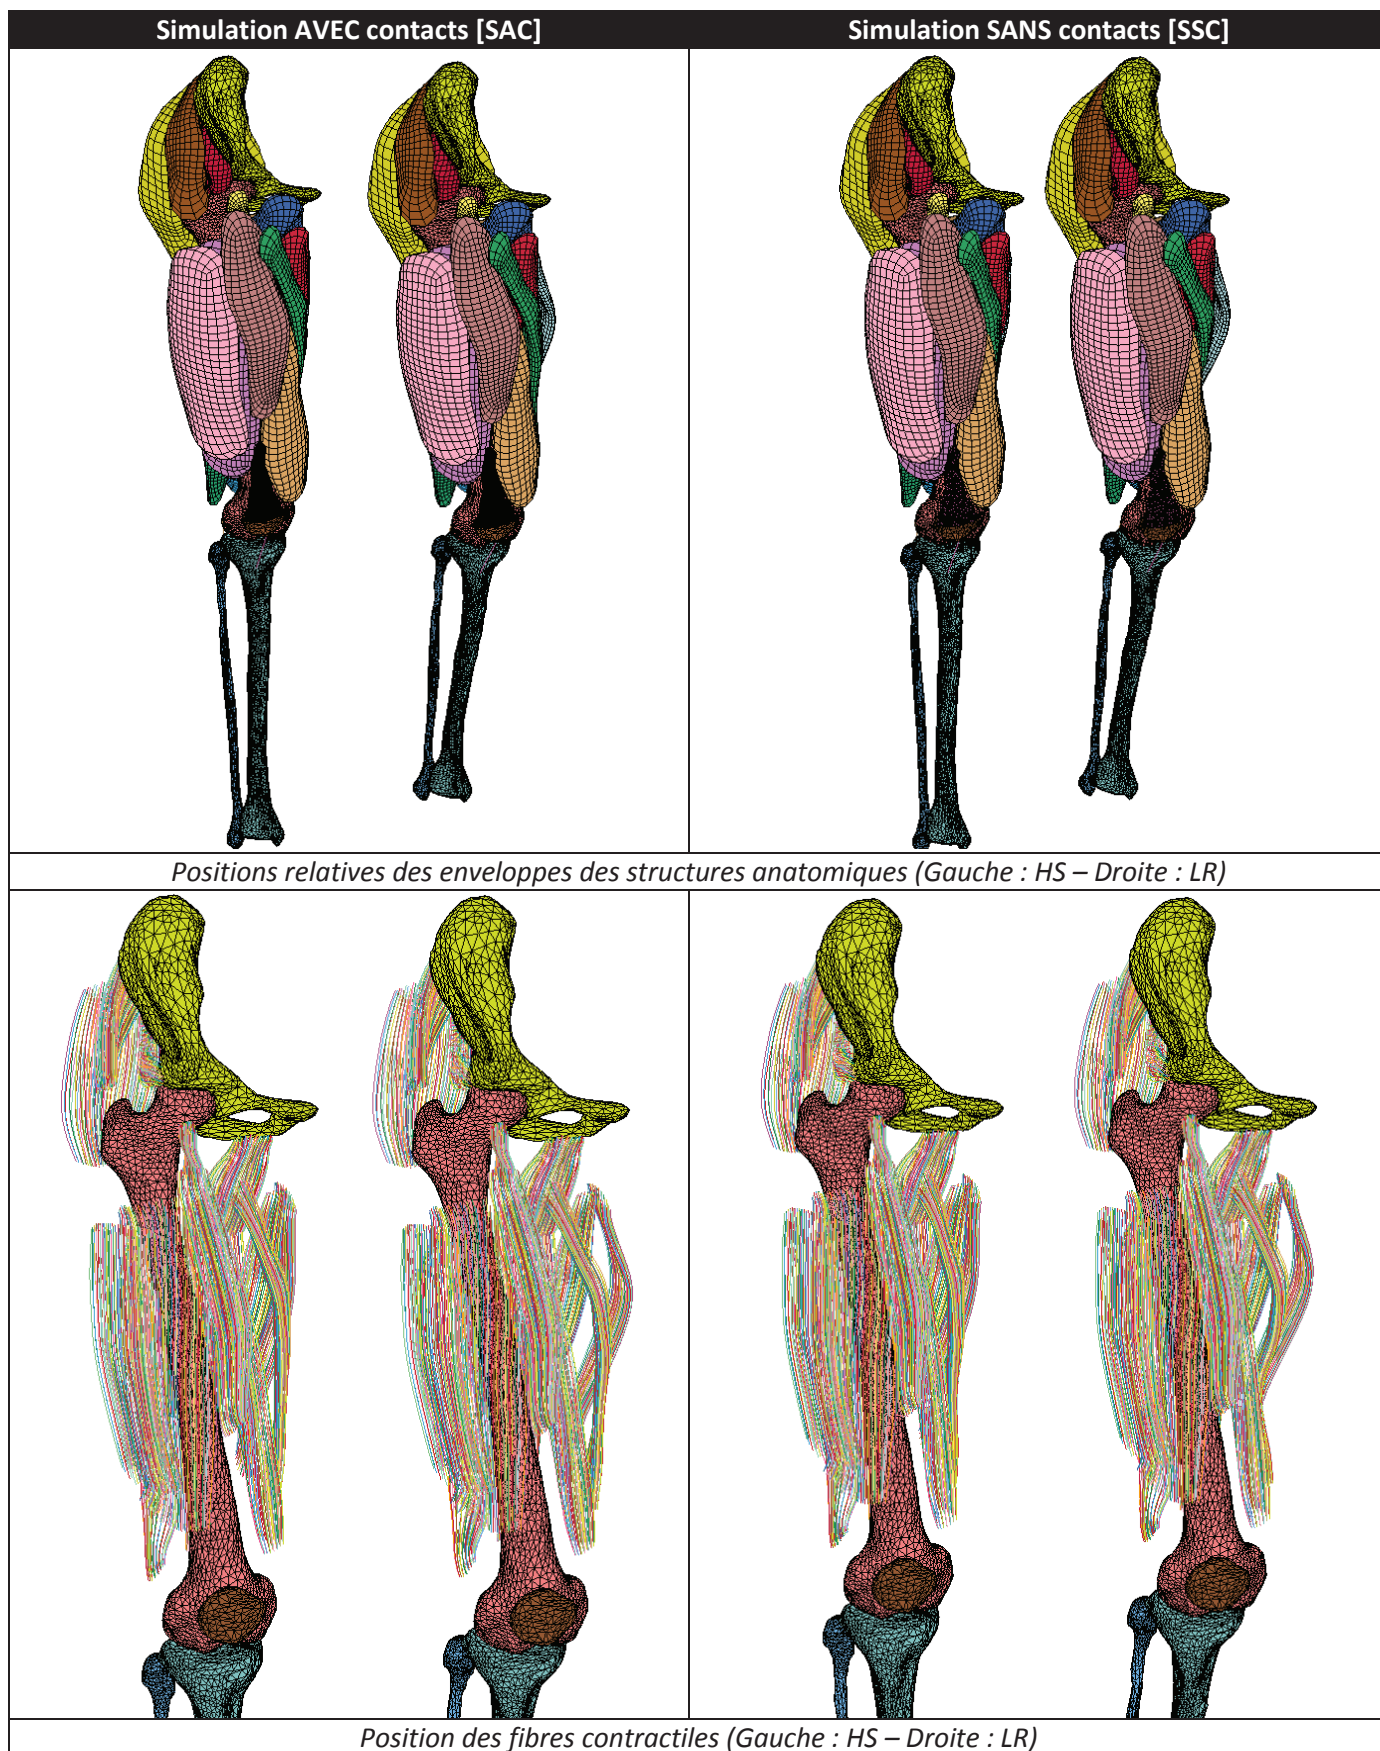 Simulation AVEC contacts [SAC]
Simulation SANS contacts [SSC]
Positions relatives des enveloppes des structures anatomiques (Gauche : HS – Droite : LR)
Position des fibres contractiles (Gauche : HS – Droite : LR)